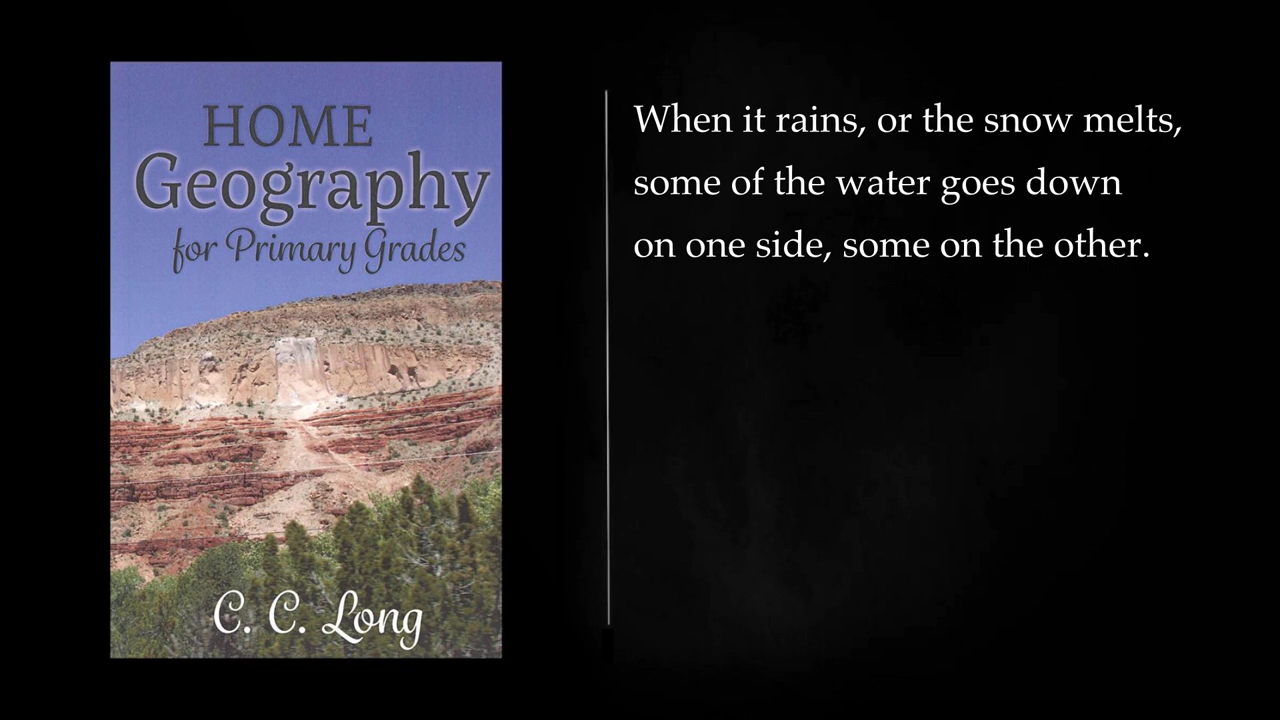 HOME
Geography
for Primary Grades
C. C. Long
When it rains, or the snow melts,
some of the water goes down
on one side, some on the other.